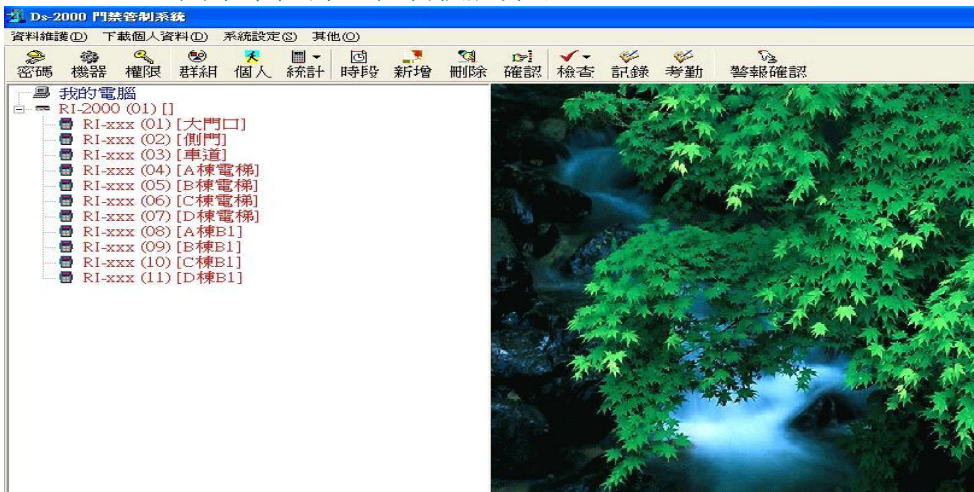 Ds-2000 門禁管制系統
資料維護(D) 下載個人資料(D) 系統設定(S) 其他(O)
密碼 機器 權限 群組 個人 統計 時段 新增 刪除 確認 檢查 記錄 考勤 警報確認
我的電腦
RI-2000 (01) []
RI-xxx (01) [大門口]
RI-xxx (02) [側門]
RI-xxx (03) [車道]
RI-xxx (04) [A棟電梯]
RI-xxx (05) [B棟電梯]
RI-xxx (06) [C棟電梯]
RI-xxx (07) [D棟電梯]
RI-xxx (08) [A棟B1]
RI-xxx (09) [B棟B1]
RI-xxx (10) [C棟B1]
RI-xxx (11) [D棟B1]